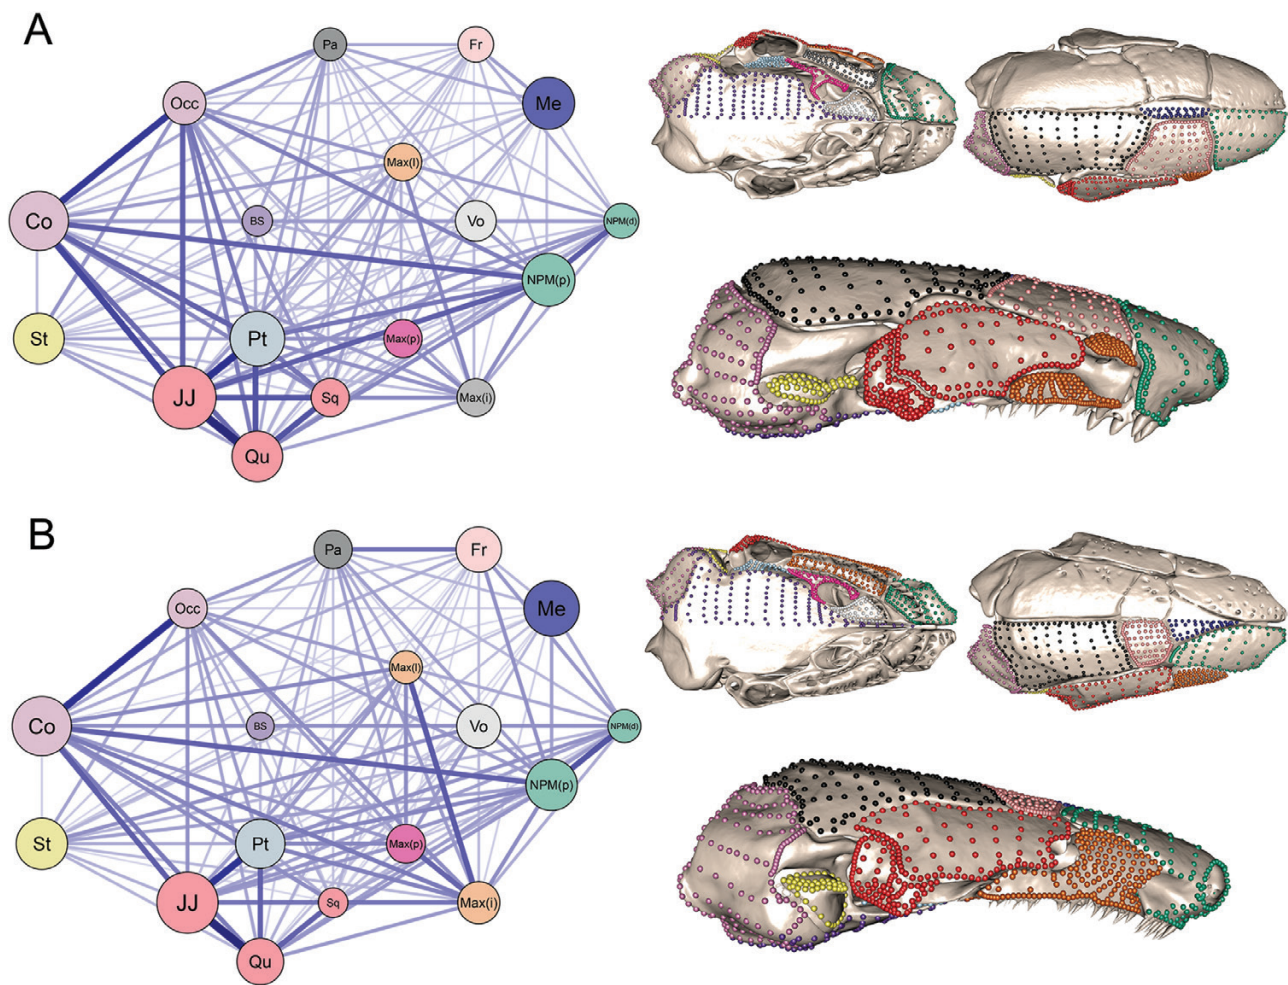 A
Pa
Fr
Me
Occ
Max(l)
Co
BS
Vo
NPM(d)
NPM(p)
St
Pt
Max(p)
JJ
Sq
Max(i)
Qu
B
Pa
Fr
Me
Occ
Max(l)
Co
BS
Vo
NPM(d)
NPM(p)
St
Pt
Max(p)
JJ
Sq
Max(i)
Qu